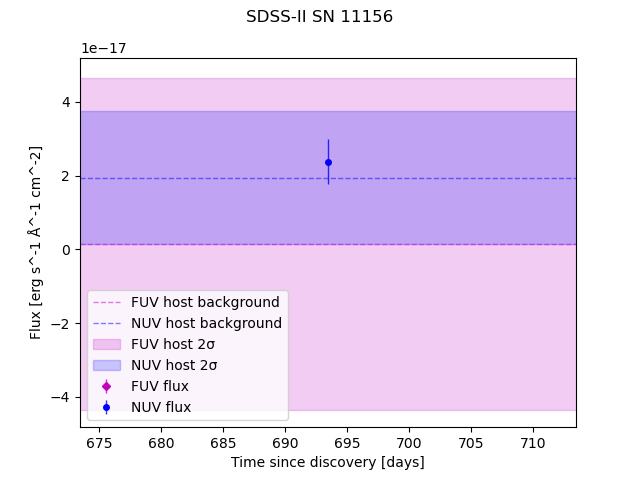 SDSS-II SN 11156
1e−17
4
2
0
−2
−4
Flux [erg s^-1 Å^-1 cm^-2]
FUV host background
NUV host background
FUV host 2σ
NUV host 2σ
FUV flux
NUV flux
675 680 685 690 695 700 705 710
Time since discovery [days]